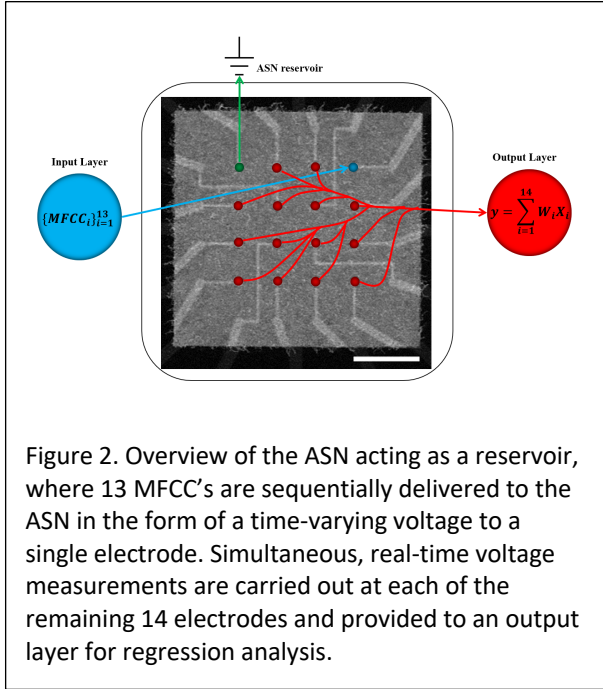 ASN reservoir
Input Layer
Output Layer
{MFCC_i}_{i=1}^{13}
y = \sum_{i=1}^{14} W_i X_i
Figure 2. Overview of the ASN acting as a reservoir,
where 13 MFCC’s are sequentially delivered to the
ASN in the form of a time-varying voltage to a
single electrode. Simultaneous, real-time voltage
measurements are carried out at each of the
remaining 14 electrodes and provided to an output
layer for regression analysis.